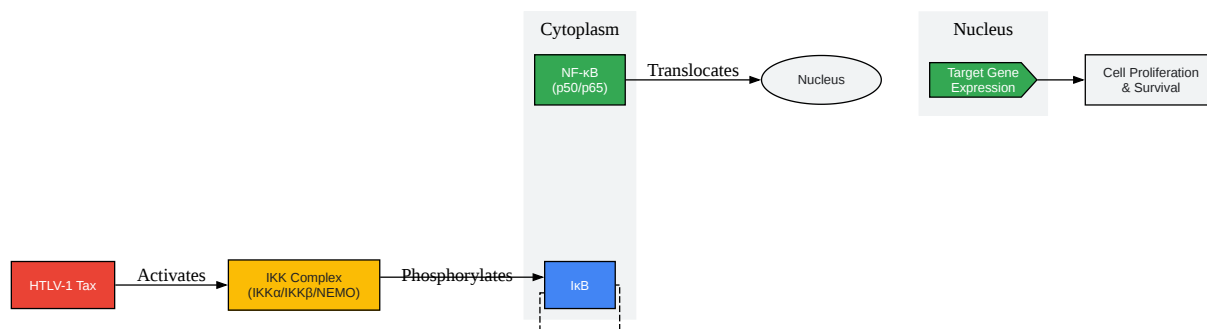 Cytoplasm
NF-κB
(p50/p65)
Translocates
Nucleus
Nucleus
Target Gene
Expression
Cell Proliferation
& Survival
HTLV-1 Tax
Activates
IKK Complex
(IKKα/IKKβ/NEMO)
Phosphorylates
IκB